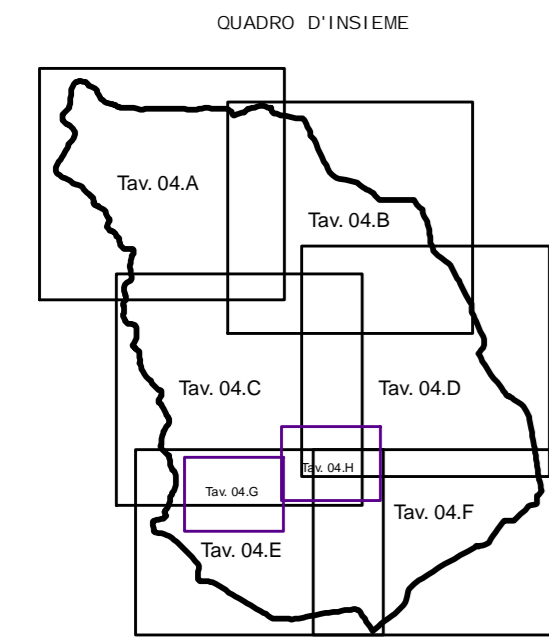 QUADRO D'INSIEME
Tav. 04.A
Tav. 04.B
Tav. 04.C
Tav. 04.D
Tav. 04.H
Tav. 04.G
Tav. 04.F
Tav. 04.E